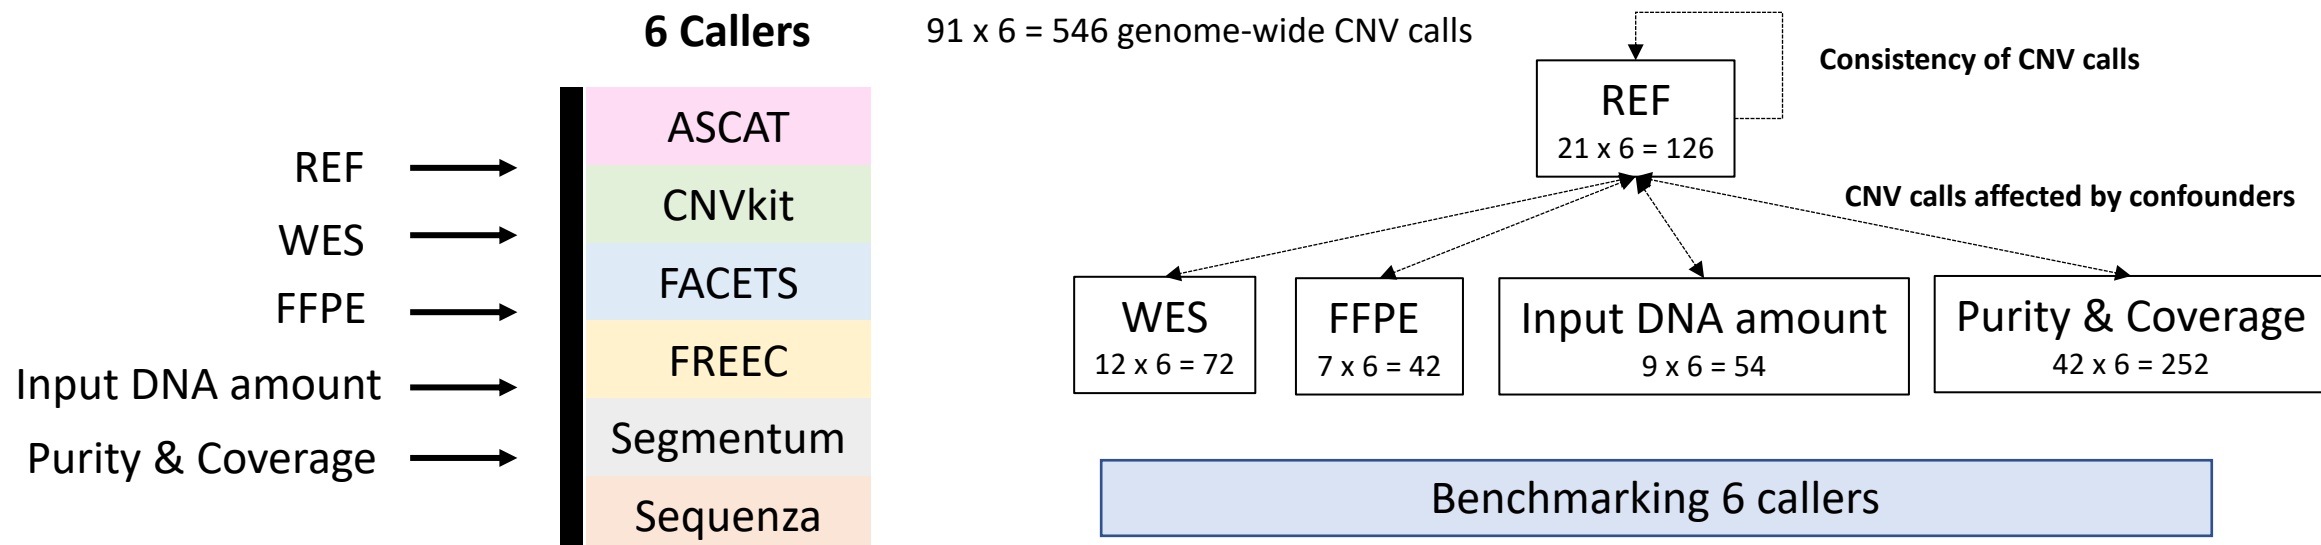 6 Callers
REF
WES
FFPE
Input DNA amount
Purity & Coverage
ASCAT
CNVkit
FACETS
FREEC
Segmentum
Sequenza
91 x 6 = 546 genome-wide CNV calls
REF
21 x 6 = 126
Consistency of CNV calls
CNV calls affected by confounders
WES
12 x 6 = 72
FFPE
7 x 6 = 42
Input DNA amount
9 x 6 = 54
Purity & Coverage
42 x 6 = 252
Benchmarking 6 callers